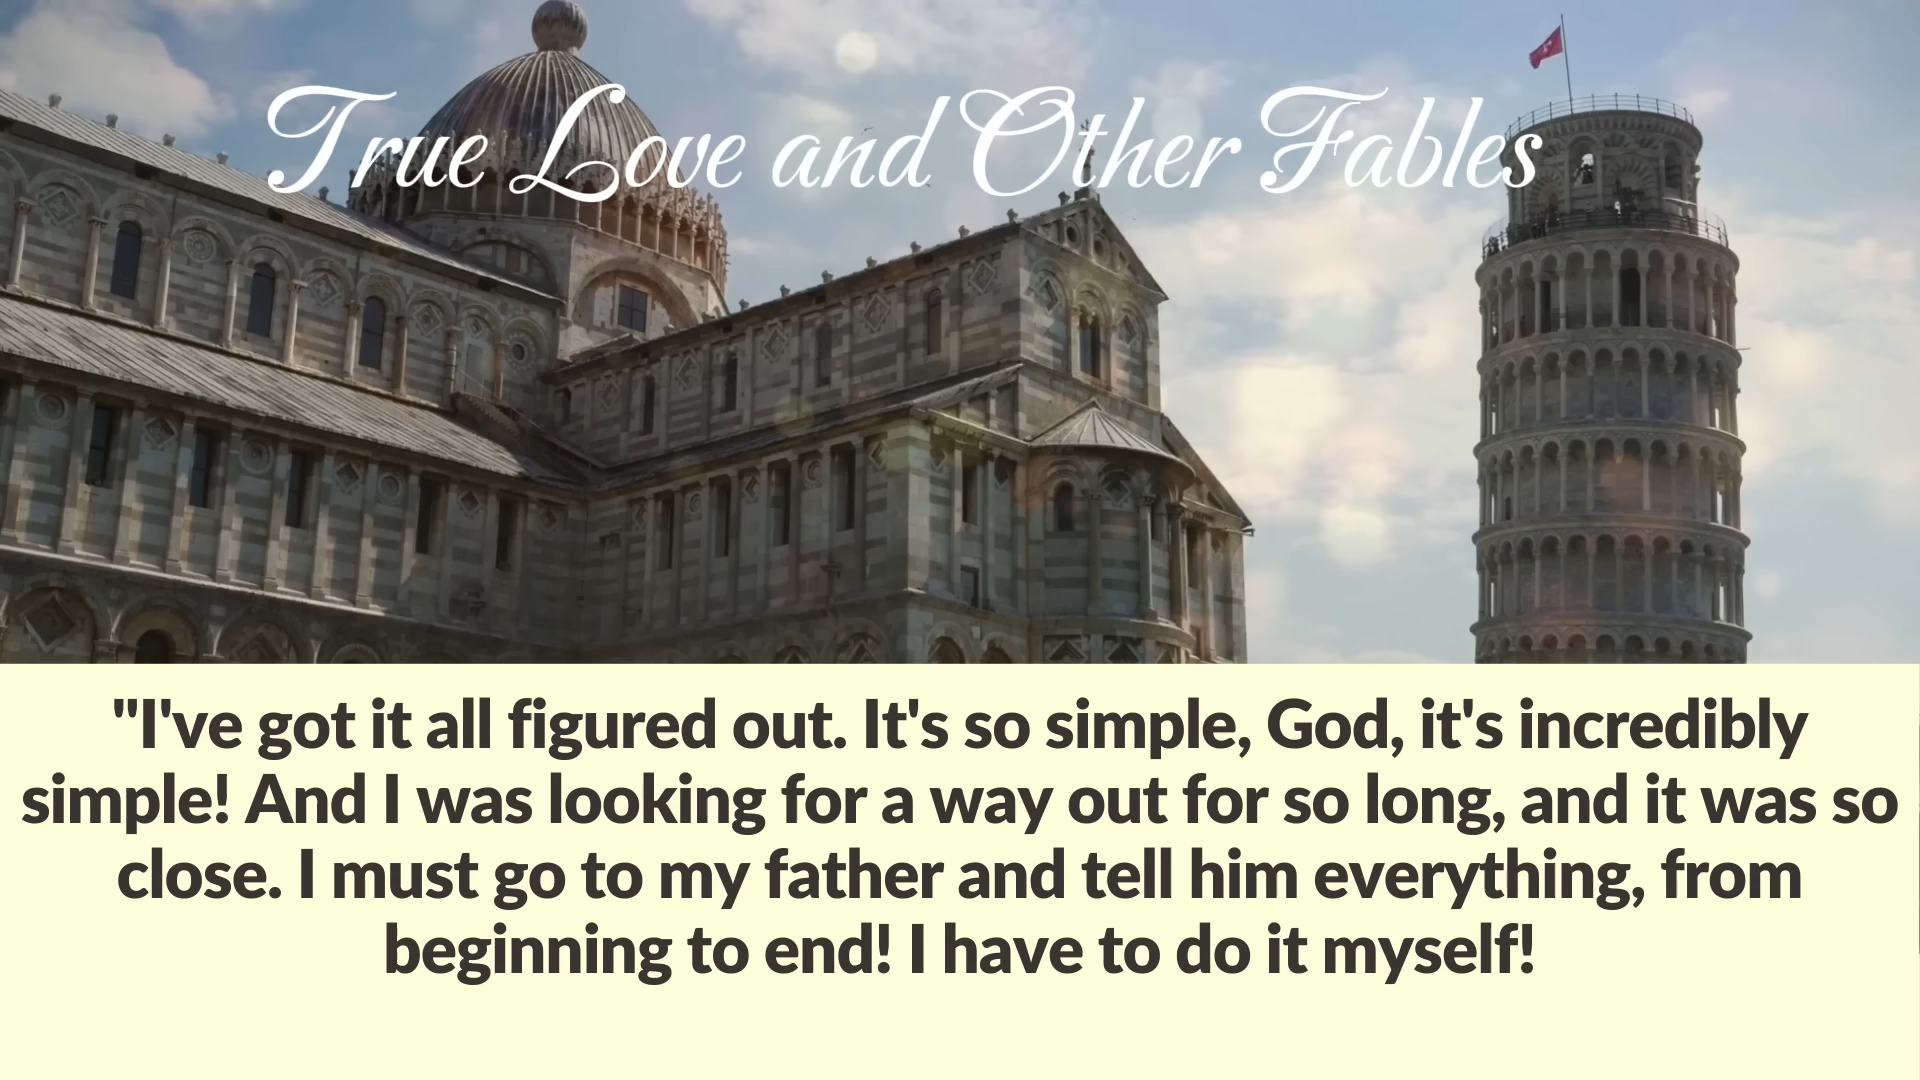 True Love and Other Fables
"I've got it all figured out. It's so simple, God, it's incredibly
simple! And I was looking for a way out for so long, and it was so
close. I must go to my father and tell him everything, from
beginning to end! I have to do it myself!